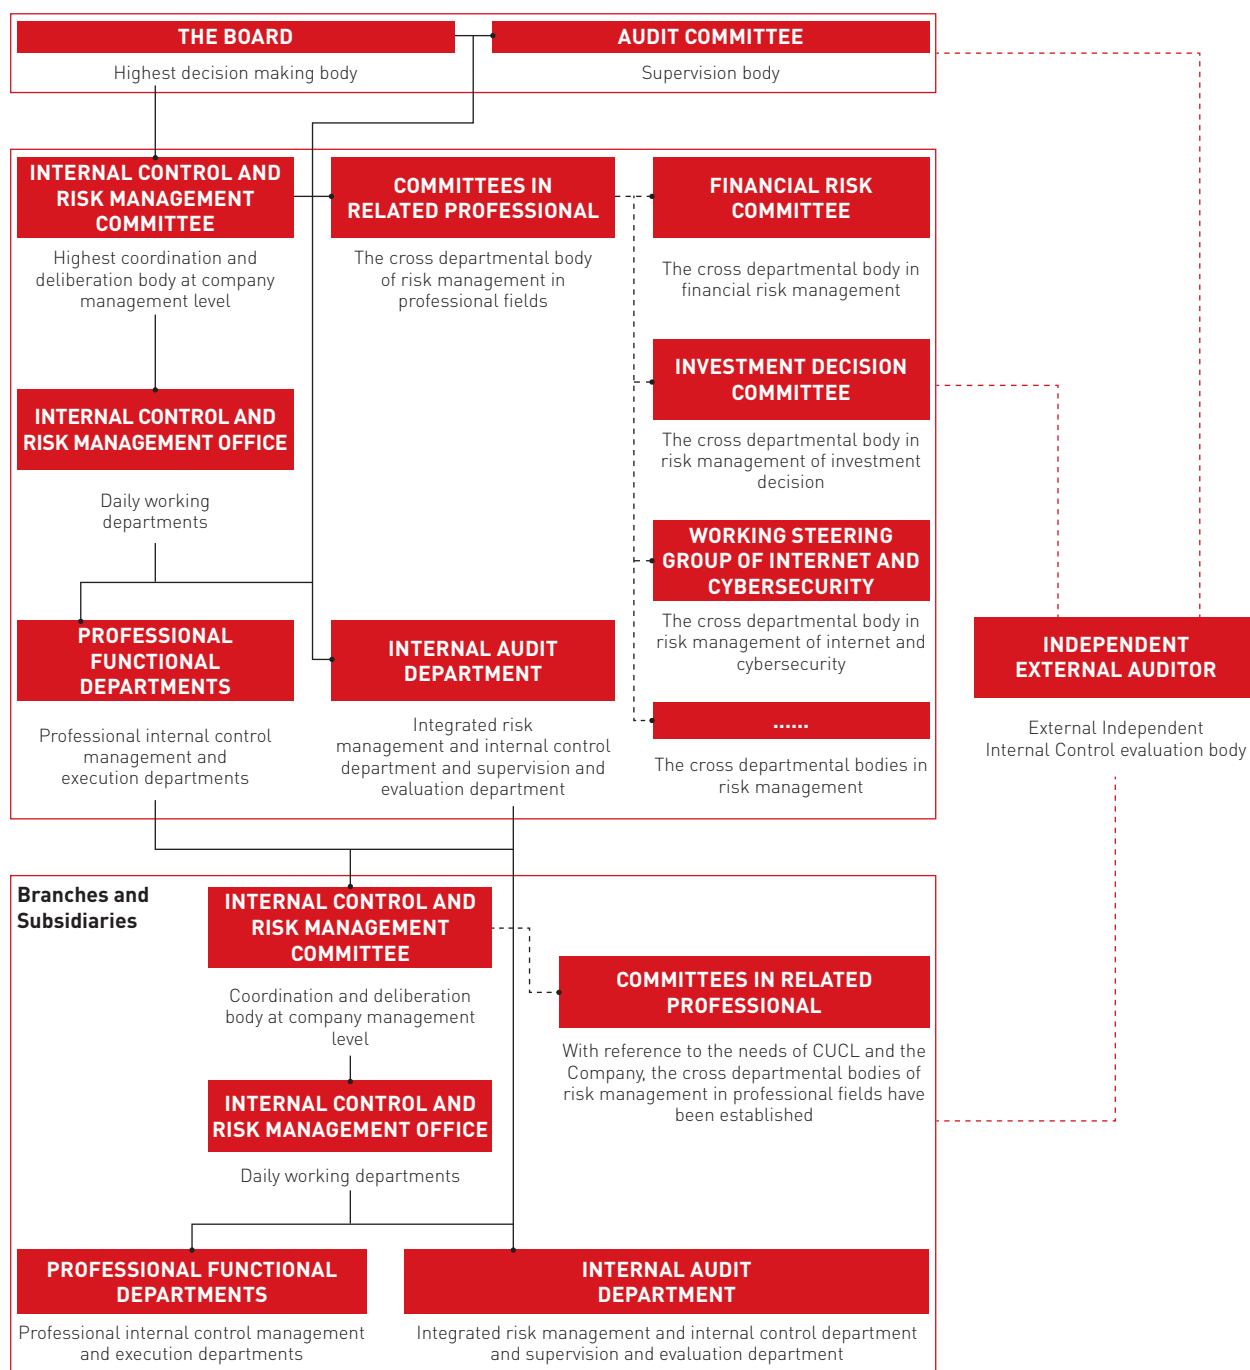 THE BOARD
Highest decision making body
AUDIT COMMITTEE
Supervision body
INTERNAL CONTROL AND
RISK MANAGEMENT
COMMITTEE
Highest coordination and
deliberation body at company
management level
COMMITTEES IN
RELATED PROFESSIONAL
The cross departmental body
of risk management in
professional fields
FINANCIAL RISK
COMMITTEE
The cross departmental body in
financial risk management
INVESTMENT DECISION
COMMITTEE
The cross departmental body in
risk management of investment
decision
INTERNAL CONTROL AND
RISK MANAGEMENT OFFICE
Daily working
departments
WORKING STEERING
GROUP OF INTERNET AND
CYBERSECURITY
The cross departmental body in
risk management of internet and
cybersecurity
PROFESSIONAL
FUNCTIONAL
DEPARTMENTS
Professional internal control
management and
execution departments
INTERNAL AUDIT
DEPARTMENT
Integrated risk
management and internal control
department and supervision and
evaluation department
......
The cross departmental bodies in
risk management
INDEPENDENT
EXTERNAL AUDITOR
External Independent
Internal Control evaluation body
Branches and
Subsidiaries
INTERNAL CONTROL AND
RISK MANAGEMENT
COMMITTEE
Coordination and deliberation
body at company management
level
COMMITTEES IN RELATED
PROFESSIONAL
With reference to the needs of CUCL and the
Company, the cross departmental bodies of
risk management in professional fields have
been established
INTERNAL CONTROL AND
RISK MANAGEMENT OFFICE
Daily working departments
PROFESSIONAL FUNCTIONAL
DEPARTMENTS
Professional internal control management
and execution departments
INTERNAL AUDIT
DEPARTMENT
Integrated risk management and internal control department
and supervision and evaluation department